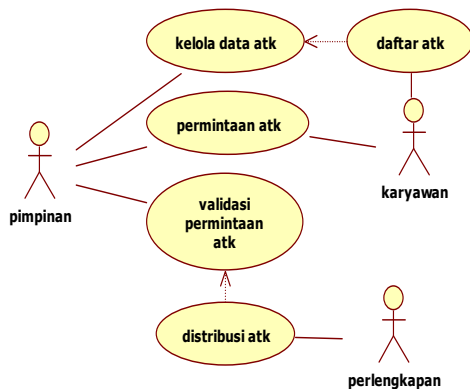 kelola data atk
daftar atk
permintaan atk
pimpinan
karyawan
validasi
permintaan
atk
distribusi atk
perlengkapan